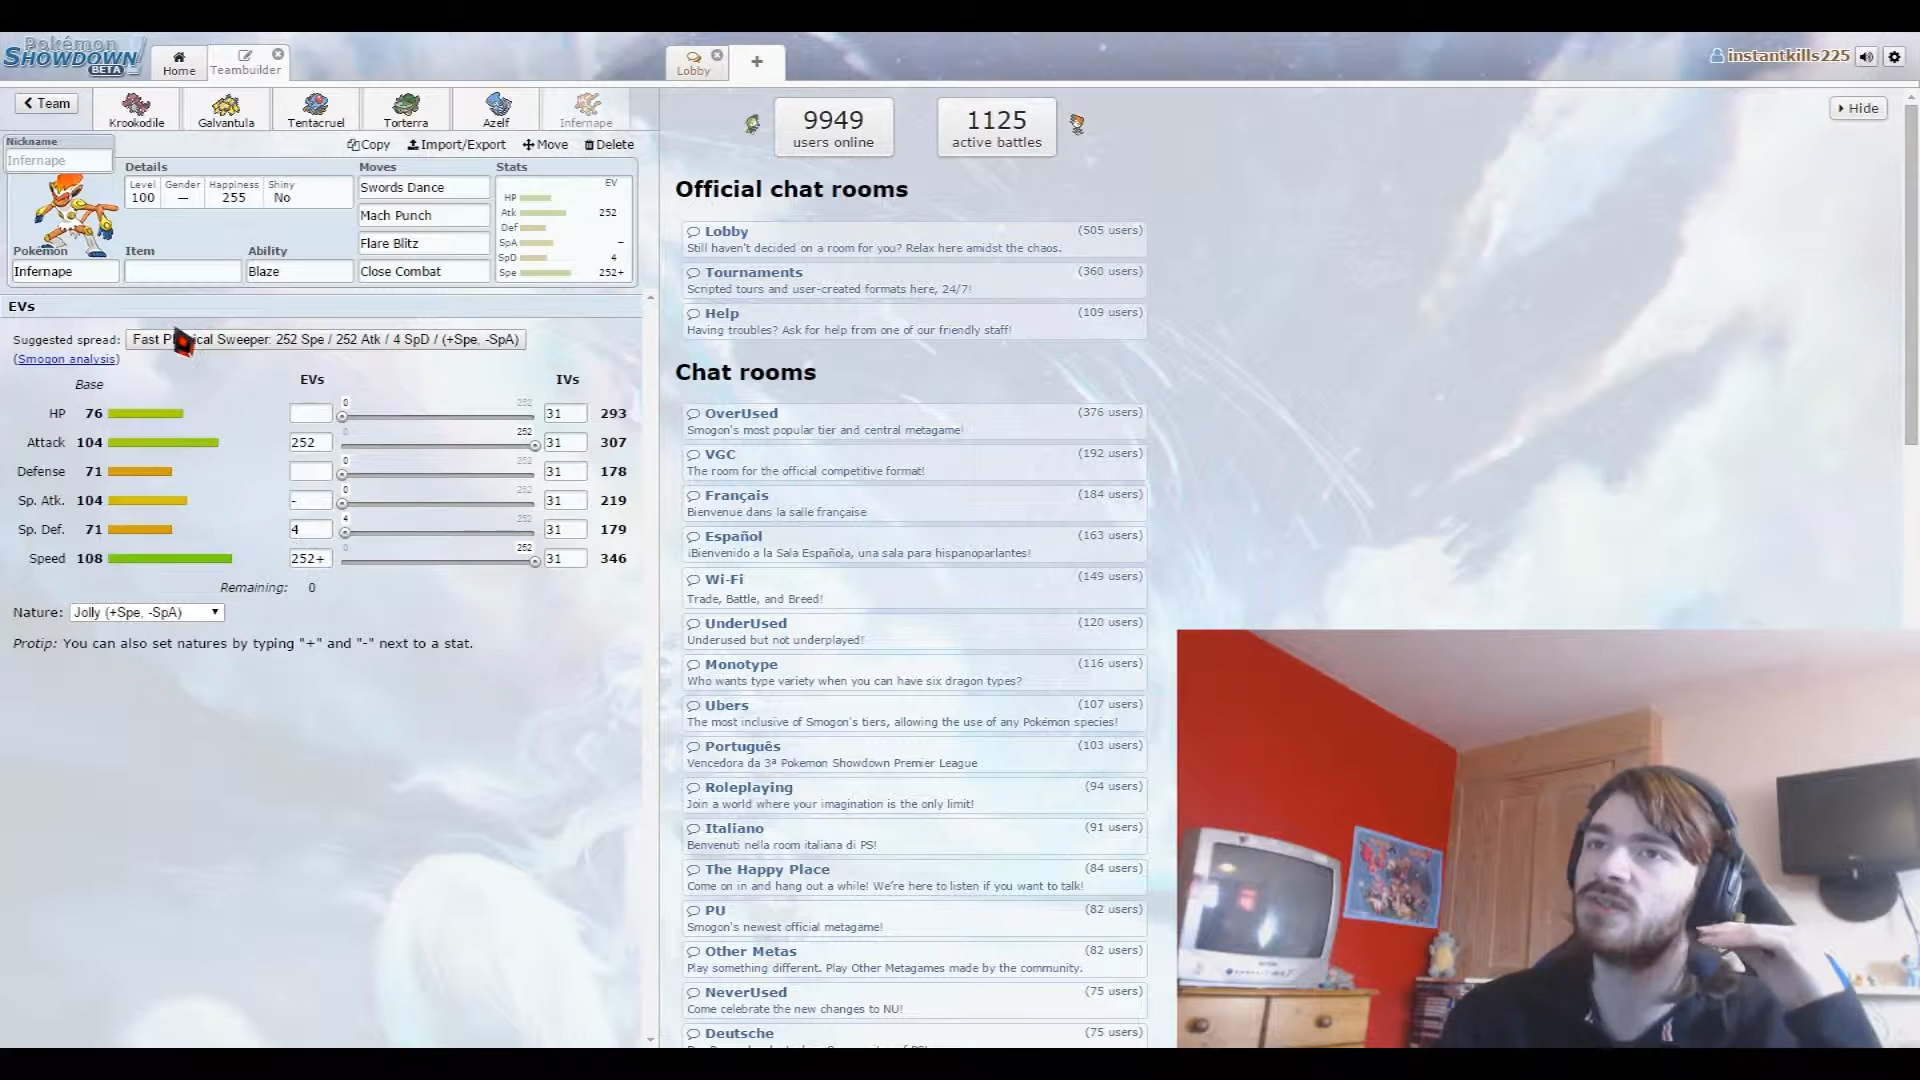 Pokémon
SHOWDOWN
BETA
Home
Teambuilder
Lobby
+
instantkills225
Team
Krookodile
Galvantula
Tentacruel
Torterra
Azelf
Infernape
Hide
Nickname
Infernape
Copy
Import/Export
Move
Delete
Details
Level
100
Gender
—
Happiness
255
Shiny
No
Pokémon
Infernape
Item
Ability
Blaze
Moves
Swords Dance
Mach Punch
Flare Blitz
Close Combat
Stats
EV
HP
Atk 252
Def
SpA –
SpD 4
Spe 252+
EVs
Suggested spread: Fast Physical Sweeper: 252 Spe / 252 Atk / 4 SpD / (+Spe, -SpA)
(Smogon analysis)
Base EVs IVs
HP 76 0 252 31 293
Attack 104 252 0 252 31 307
Defense 71 0 252 31 178
Sp. Atk. 104 - 0 252 31 219
Sp. Def. 71 4 4 252 31 179
Speed 108 252+ 0 252 31 346
Remaining: 0
Nature: Jolly (+Spe, -SpA)
Protip: You can also set natures by typing "+" and "-" next to a stat.
9949
users online
1125
active battles
Official chat rooms
Lobby (505 users)
Still haven't decided on a room for you? Relax here amidst the chaos.
Tournaments (360 users)
Scripted tours and user-created formats here, 24/7!
Help (109 users)
Having troubles? Ask for help from one of our friendly staff!
Chat rooms
OverUsed (376 users)
Smogon's most popular tier and central metagame!
VGC (192 users)
The room for the official competitive format!
Français (184 users)
Bienvenue dans la salle française
Español (163 users)
¡Bienvenido a la Sala Española, una sala para hispanoparlantes!
Wi-Fi (149 users)
Trade, Battle, and Breed!
UnderUsed (120 users)
Underused but not underplayed!
Monotype (116 users)
Who wants type variety when you can have six dragon types?
Ubers (107 users)
The most inclusive of Smogon's tiers, allowing the use of any Pokémon species!
Português (103 users)
Vencedora da 3ª Pokemon Showdown Premier League
Roleplaying (94 users)
Join a world where your imagination is the only limit!
Italiano (91 users)
Benvenuti nella room italiana di PS!
The Happy Place (84 users)
Come on in and hang out a while! We're here to listen if you want to talk!
PU (82 users)
Smogon's newest official metagame!
Other Metas (82 users)
Play something different. Play Other Metagames made by the community.
NeverUsed (75 users)
Come celebrate the new changes to NU!
Deutsche (75 users)